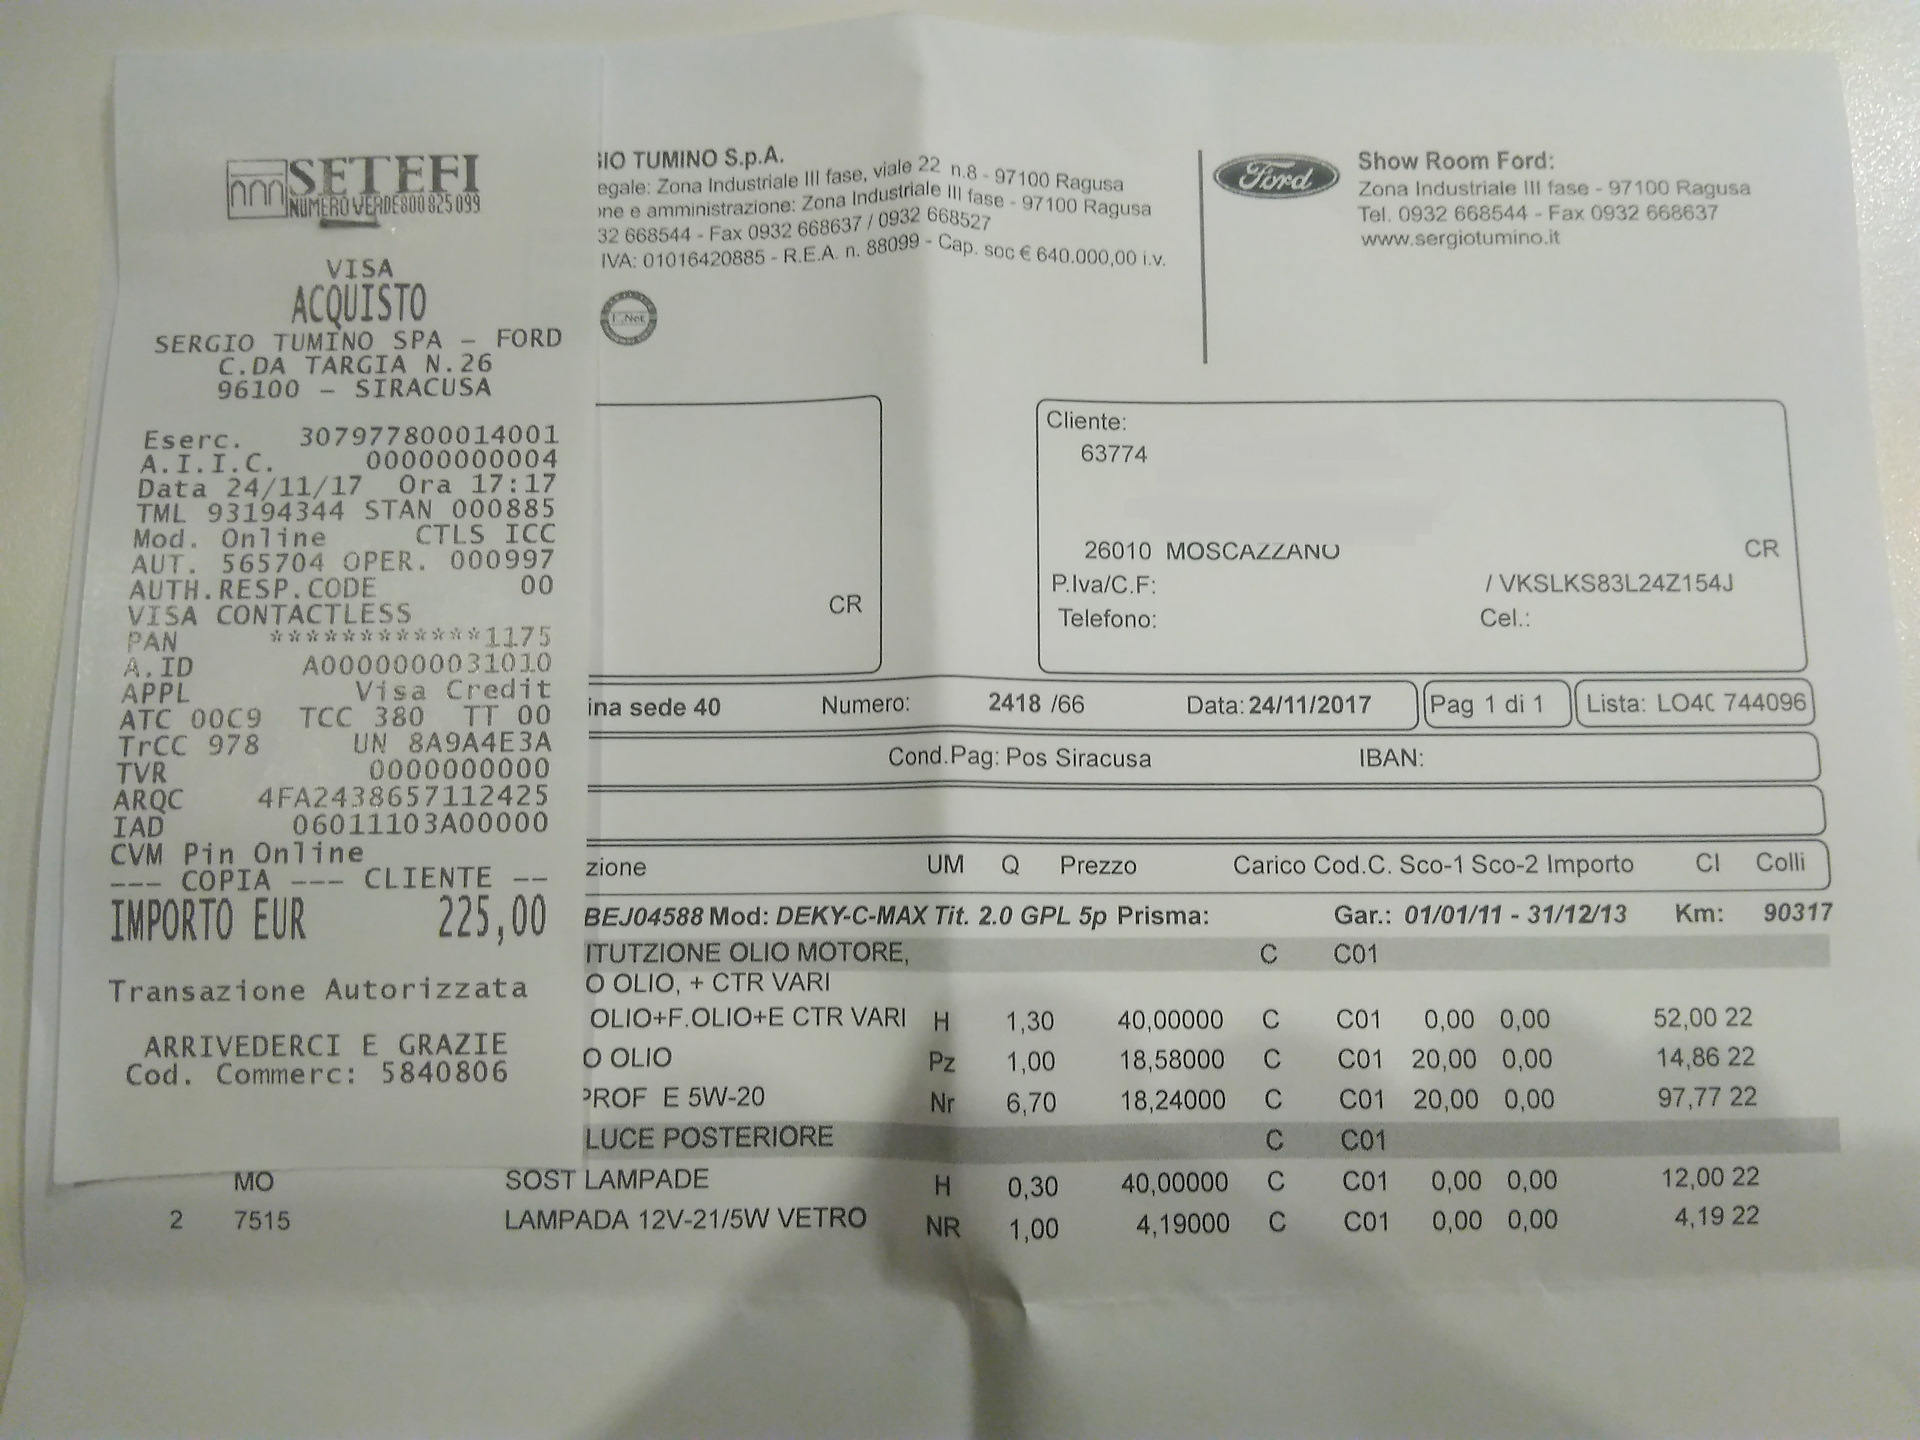 SETEFI
NUMERO VERDE 800 825 099
VISA
ACQUISTO
SERGIO TUMINO SPA - FORD
C.DA TARGIA N.26
96100 - SIRACUSA
Eserc. 307977800014001
A.I.I.C. 00000000004
Data 24/11/17 Ora 17:17
TML 93194344 STAN 000885
Mod. Online CTLS ICC
AUT. 565704 OPER. 000997
AUTH.RESP.CODE 00
VISA CONTACTLESS
PAN ************1175
A.ID A0000000031010
APPL Visa Credit
ATC 00C9 TCC 380 TT 00
TrCC 978 UN 8A9A4E3A
TVR 0000000000
ARQC 4FA2438657112425
IAD 06011103A00000
CVM Pin Online
--- COPIA --- CLIENTE --
IMPORTO EUR 225,00
Transazione Autorizzata
ARRIVEDERCI E GRAZIE
Cod. Commerc: 5840806
GIO TUMINO S.p.A.
egale: Zona Industriale III fase, viale 22 n.8 - 97100 Ragusa
ne e amministrazione: Zona Industriale III fase - 97100 Ragusa
32 668544 - Fax 0932 668637 / 0932 668527
IVA: 01016420885 - R.E.A. n. 88099 - Cap. soc € 640.000,00 i.v.
Ford
Show Room Ford:
Zona Industriale III fase - 97100 Ragusa
Tel. 0932 668544 - Fax 0932 668637
www.sergiotumino.it
CR
Cliente:
63774
26010 MOSCAZZANO CR
P.Iva/C.F: / VKSLKS83L24Z154J
Telefono: Cel.:
ina sede 40 Numero: 2418 /66 Data: 24/11/2017 Pag 1 di 1 Lista: LO4C 744096
Cond.Pag: Pos Siracusa IBAN:
zione UM Q Prezzo Carico Cod.C. Sco-1 Sco-2 Importo CI Colli
BEJ04588 Mod: DEKY-C-MAX Tit. 2.0 GPL 5p Prisma: Gar.: 01/01/11 - 31/12/13 Km: 90317
ITUTZIONE OLIO MOTORE, C C01
O OLIO, + CTR VARI
OLIO+F.OLIO+E CTR VARI H 1,30 40,00000 C C01 0,00 0,00 52,00 22
O OLIO Pz 1,00 18,58000 C C01 20,00 0,00 14,86 22
PROF E 5W-20 Nr 6,70 18,24000 C C01 20,00 0,00 97,77 22
LUCE POSTERIORE C C01
MO SOST LAMPADE H 0,30 40,00000 C C01 0,00 0,00 12,00 22
2 7515 LAMPADA 12V-21/5W VETRO NR 1,00 4,19000 C C01 0,00 0,00 4,19 22